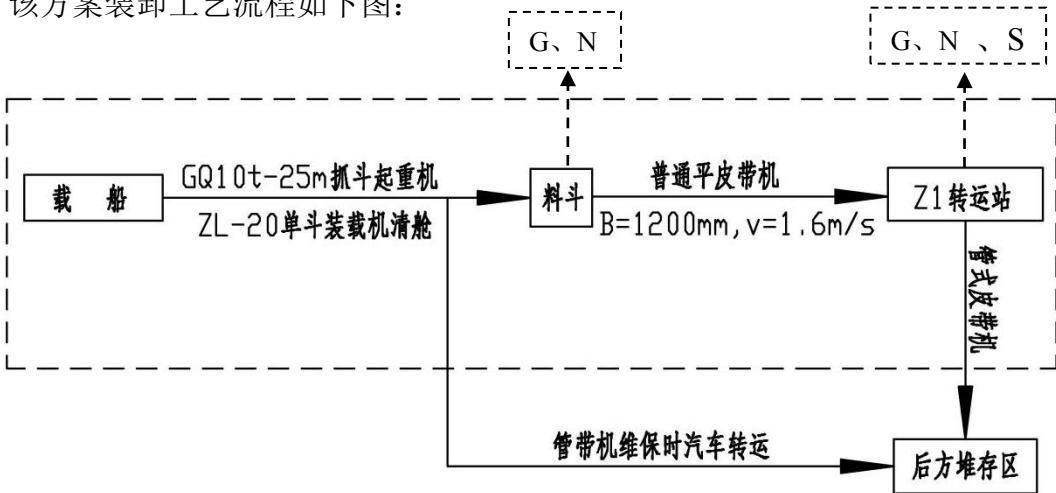 该方案装卸工艺流程如下图：
G、N
G、N 、S
载 船
GQ10t-25m抓斗起重机
ZL-20单斗装载机清舱
料斗
普通平皮带机
B=1200mm,v=1.6m/s
Z1转运站
管式皮带机
管带机维保时汽车转运
后方堆存区